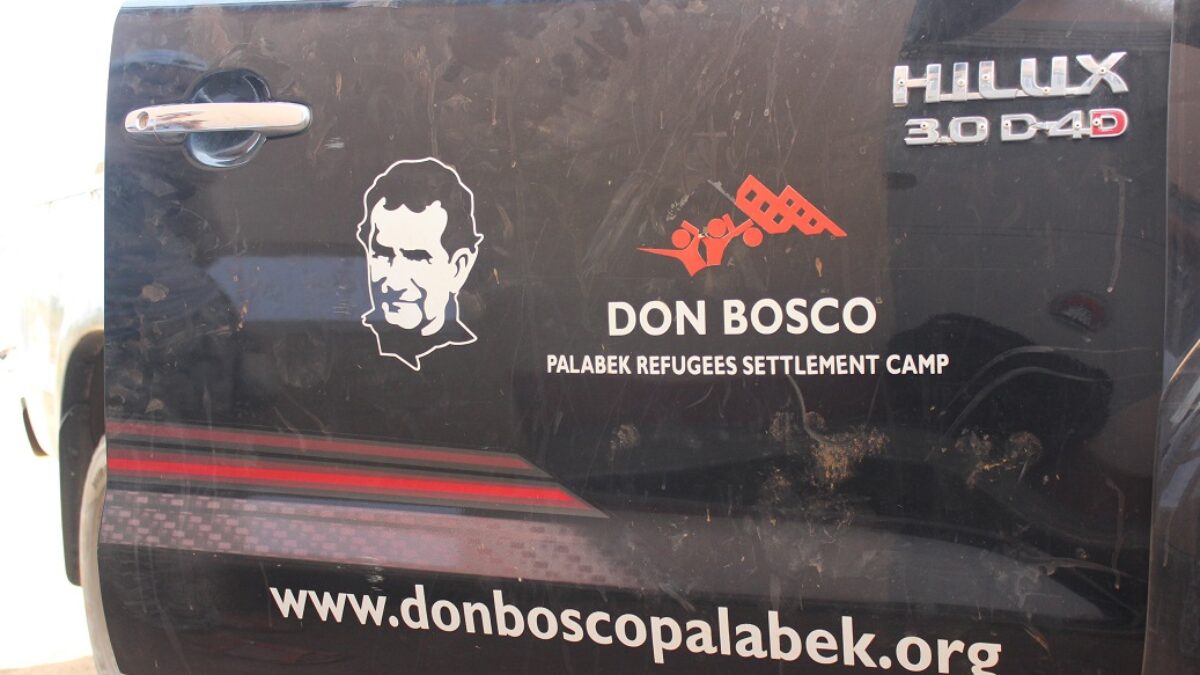 HILUX
3.0 D-4D
DON BOSCO
PALABEK REFUGEES SETTLEMENT CAMP
www.donboscopalabek.org